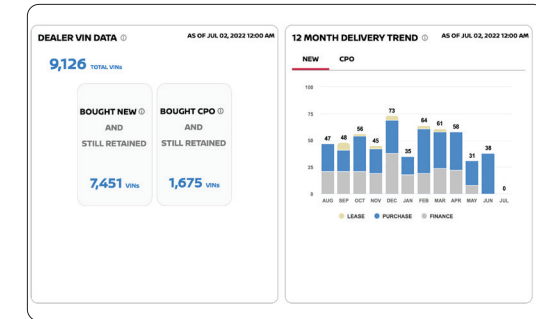 DEALER VIN DATA ⓘ AS OF JUL 02, 2022 12:00 AM
9,126 TOTAL VINs
BOUGHT NEW ⓘ
AND
STILL RETAINED
7,451 VINs
BOUGHT CPO ⓘ
AND
STILL RETAINED
1,675 VINs
12 MONTH DELIVERY TREND ⓘ AS OF JUL 02, 2022 12:00 AM
NEW CPO
100
75
50
25
0
47 48 56 45 73 35 64 61 58 31 38 0
AUG SEP OCT NOV DEC JAN FEB MAR APR MAY JUN JUL
LEASE PURCHASE FINANCE